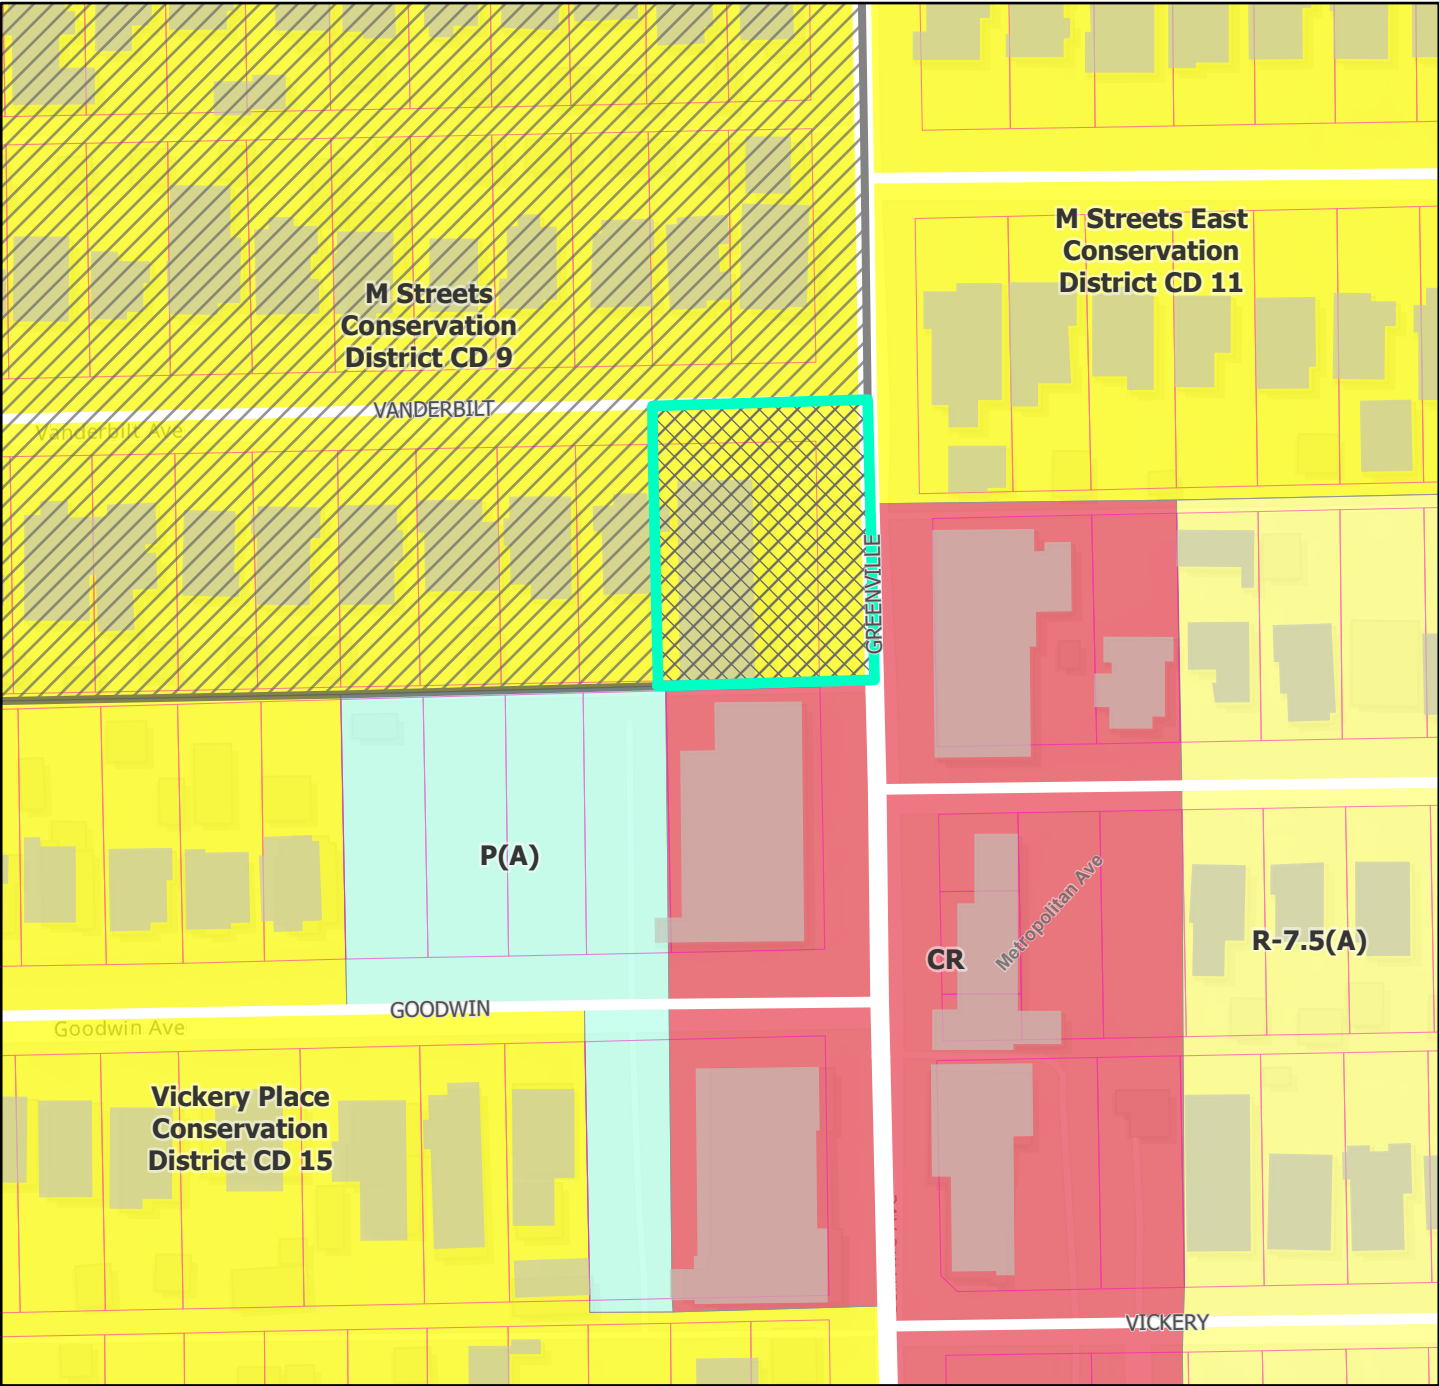 M Streets East
Conservation
District CD 11
M Streets
Conservation
District CD 9
VANDERBILT
Vanderbilt Ave
GREENVILLE
P(A)
Metropolitan Ave
CR
R-7.5(A)
GOODWIN
Goodwin Ave
Vickery Place
Conservation
District CD 15
VICKERY